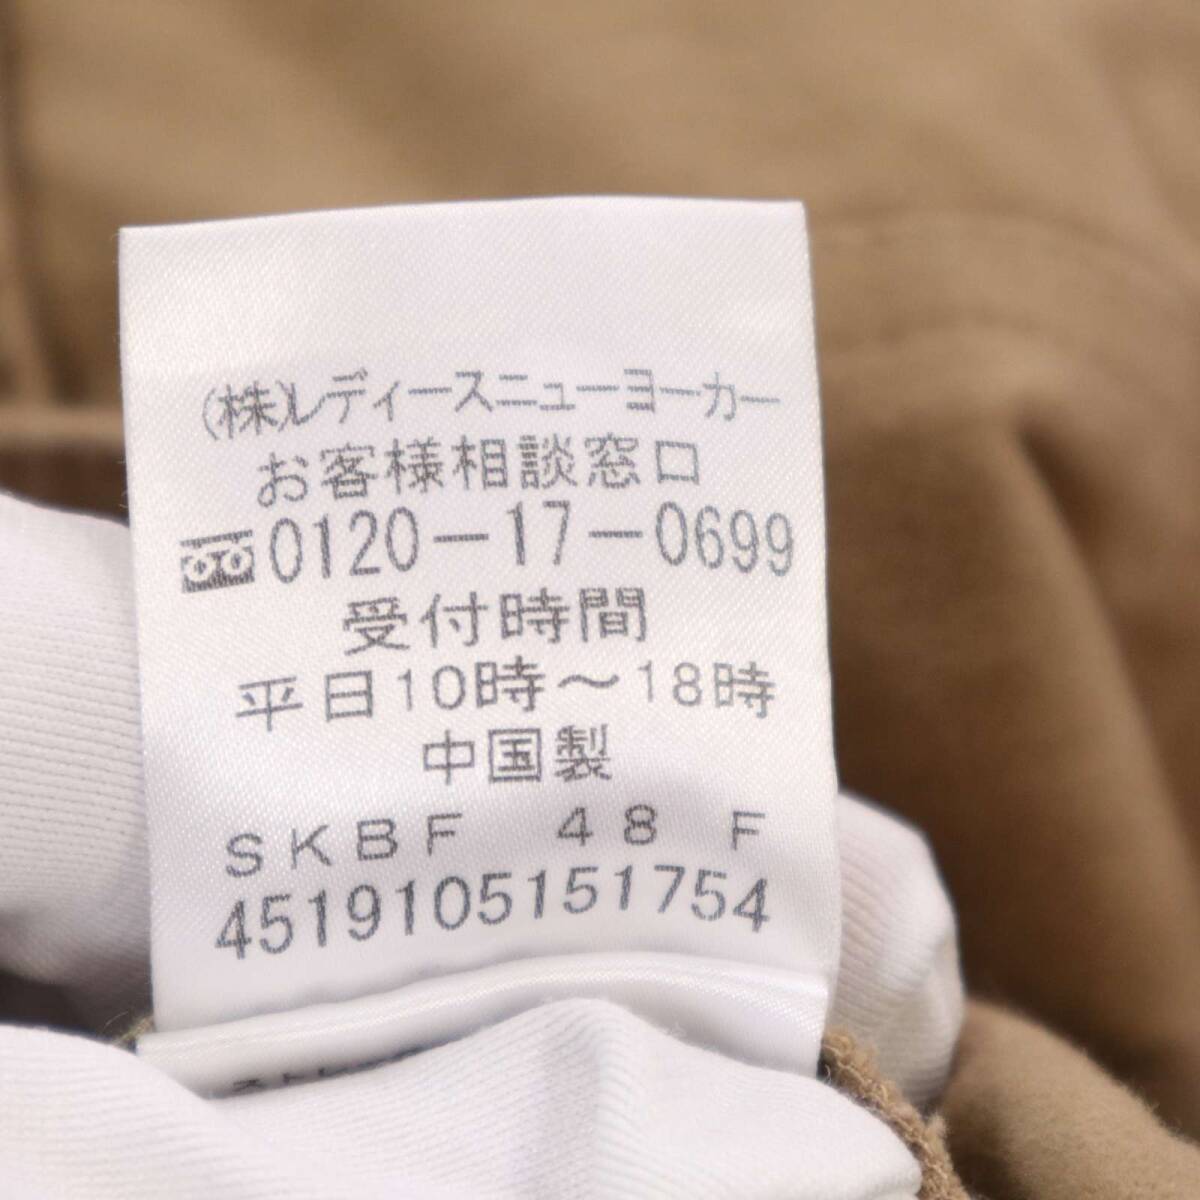 (株)レディースニューヨーカー
お客様相談窓口
0120-17-0699
受付時間
平日10時～18時
中国製
SKBF 48 F
4519105151754